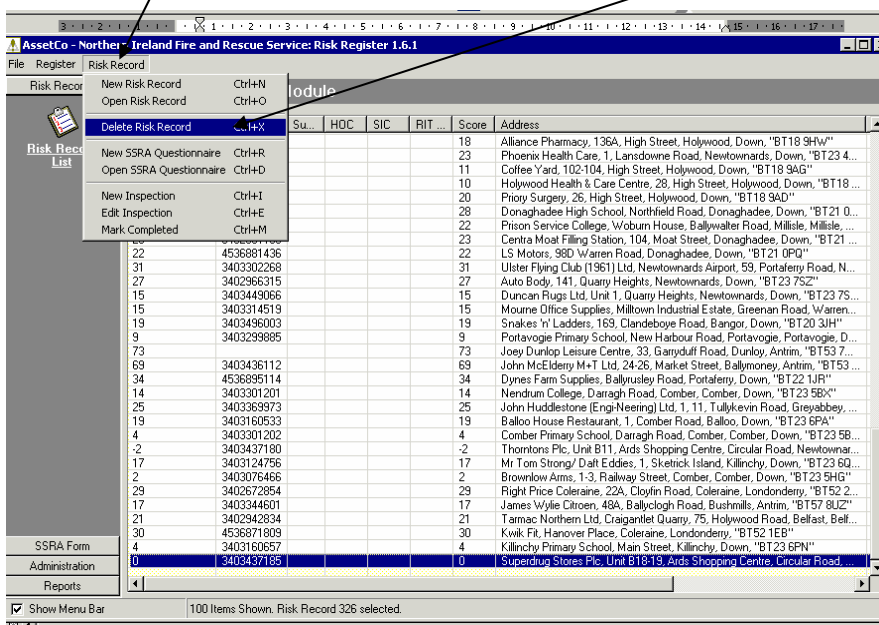 3 · 2 · 1 · 1 · 2 · 3 · 4 · 5 · 6 · 7 · 8 · 9 · 10 · 11 · 12 · 13 · 14 · 15 · 16 · 17
AssetCo - Northern Ireland Fire and Rescue Service: Risk Register 1.6.1
File Register Risk Record
Risk Recor
odule
New Risk Record Ctrl+N
Open Risk Record Ctrl+O
Delete Risk Record Ctrl+X
New SSRA Questionnaire Ctrl+R
Open SSRA Questionnaire Ctrl+D
New Inspection Ctrl+I
Edit Inspection Ctrl+E
Mark Completed Ctrl+M
Risk Reco
List
Su... HOC SIC RIT ... Score Address
18 Alliance Pharmacy, 136A, High Street, Holywood, Down, "BT18 9HW"
23 Phoenix Health Care, 1, Lansdowne Road, Newtownards, Down, "BT23 4...
11 Coffee Yard, 102-104, High Street, Holywood, Down, "BT18 9AG"
10 Holywood Health & Care Centre, 28, High Street, Holywood, Down, "BT18 ...
20 Priory Surgery, 26, High Street, Holywood, Down, "BT18 9AD"
28 Donaghadee High School, Northfield Road, Donaghadee, Down, "BT21 0...
22 Prison Service College, Woburn House, Ballywalter Road, Millisle, Millisle, ...
23 Centra Moat Filling Station, 104, Moat Street, Donaghadee, Down, "BT21 ...
22 4536881436 22 LS Motors, 98D Warren Road, Donaghadee, Down, "BT21 0PQ"
31 3403302268 31 Ulster Flying Club (1961) Ltd, Newtownards Airport, 59, Portaferry Road, N...
27 3402966315 27 Auto Body, 141, Quarry Heights, Newtownards, Down, "BT23 7SZ"
15 3403449066 15 Duncan Rugs Ltd, Unit 1, Quarry Heights, Newtownards, Down, "BT23 7S...
15 3403314519 15 Mourne Office Supplies, Milltown Industrial Estate, Greenan Road, Warren...
19 3403496003 19 Snakes 'n' Ladders, 169, Clandeboye Road, Bangor, Down, "BT20 3JH"
9 3403299885 9 Portavogie Primary School, New Harbour Road, Portavogie, Portavogie, D...
73 73 Joey Dunlop Leisure Centre, 33, Garryduff Road, Dunloy, Antrim, "BT53 7...
69 3403436112 69 John McElderry M+T Ltd, 24-26, Market Street, Ballymoney, Antrim, "BT53 ...
34 4536895114 34 Dynes Farm Supplies, Ballyrusley Road, Portaferry, Down, "BT22 1JR"
14 3403301201 14 Nendrum College, Darragh Road, Comber, Comber, Down, "BT23 5BX"
25 3403369973 25 John Huddlestone (Engi-Neering) Ltd, 1, 11, Tullykevin Road, Greyabbey, ...
19 3403160533 19 Balloo House Restaurant, 1, Comber Road, Balloo, Down, "BT23 6PA"
4 3403301202 4 Comber Primary School, Darragh Road, Comber, Comber, Down, "BT23 5B...
-2 3403437180 -2 Thorntons Plc, Unit B11, Ards Shopping Centre, Circular Road, Newtownar...
17 3403124756 17 Mr Tom Strong/ Daft Eddies, 1, Sketrick Island, Killinchy, Down, "BT23 6Q...
2 3403076466 2 Brownlow Arms, 1-3, Railway Street, Comber, Comber, Down, "BT23 5HG"
29 3402672854 29 Right Price Coleraine, 22A, Cloyfin Road, Coleraine, Londonderry, "BT52 2...
17 3403344601 17 James Wylie Citroen, 48A, Ballyclogh Road, Bushmills, Antrim, "BT57 8UZ"
21 3402942834 21 Tarmac Northern Ltd, Craigantlet Quarry, 75, Holywood Road, Belfast, Belf...
30 4536871809 30 Kwik Fit, Hanover Place, Coleraine, Londonderry, "BT52 1EB"
4 3403160657 4 Killinchy Primary School, Main Street, Killinchy, Down, "BT23 6PN"
0 3403437185 0 Superdrug Stores Plc, Unit B18-19, Ards Shopping Centre, Circular Road, ...
SSRA Form
Administration
Reports
Show Menu Bar 100 Items Shown. Risk Record 326 selected.